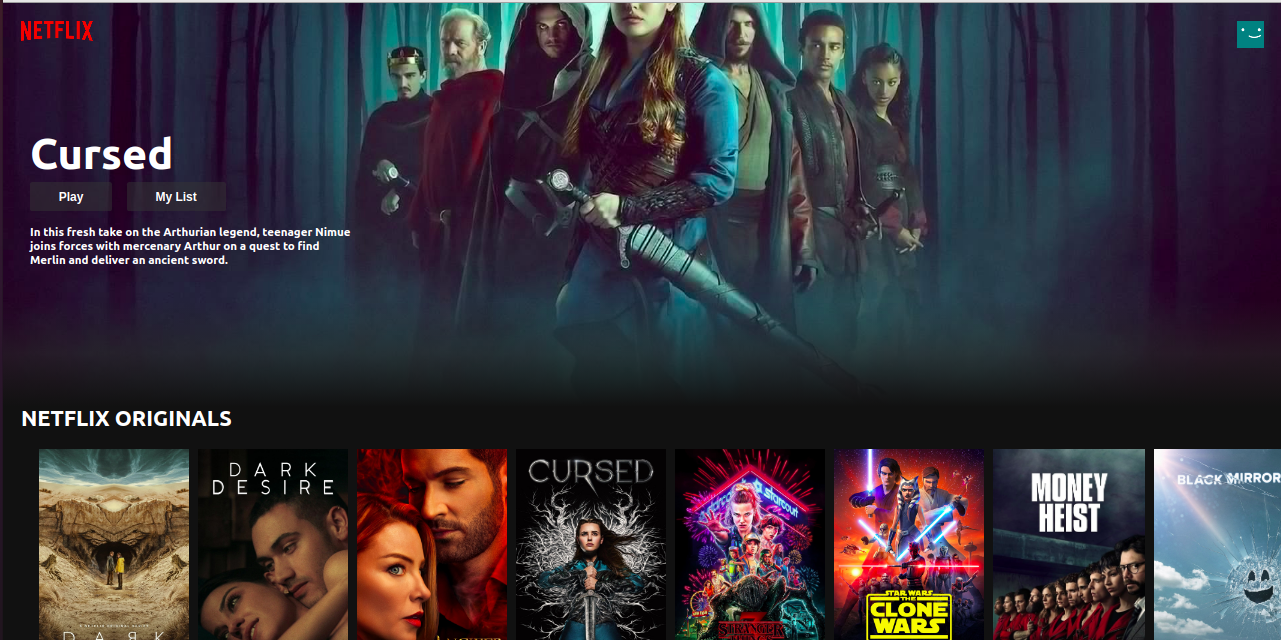 NETFLIX
Cursed
Play
My List
In this fresh take on the Arthurian legend, teenager Nimue
joins forces with mercenary Arthur on a quest to find
Merlin and deliver an ancient sword.
NETFLIX ORIGINALS
DARK
DARK
DESIRE
CURSED
starcourt
STRANGER
STAR WARS
THE
CLONE
WARS
MONEY
HEIST
BLACK MIRROR